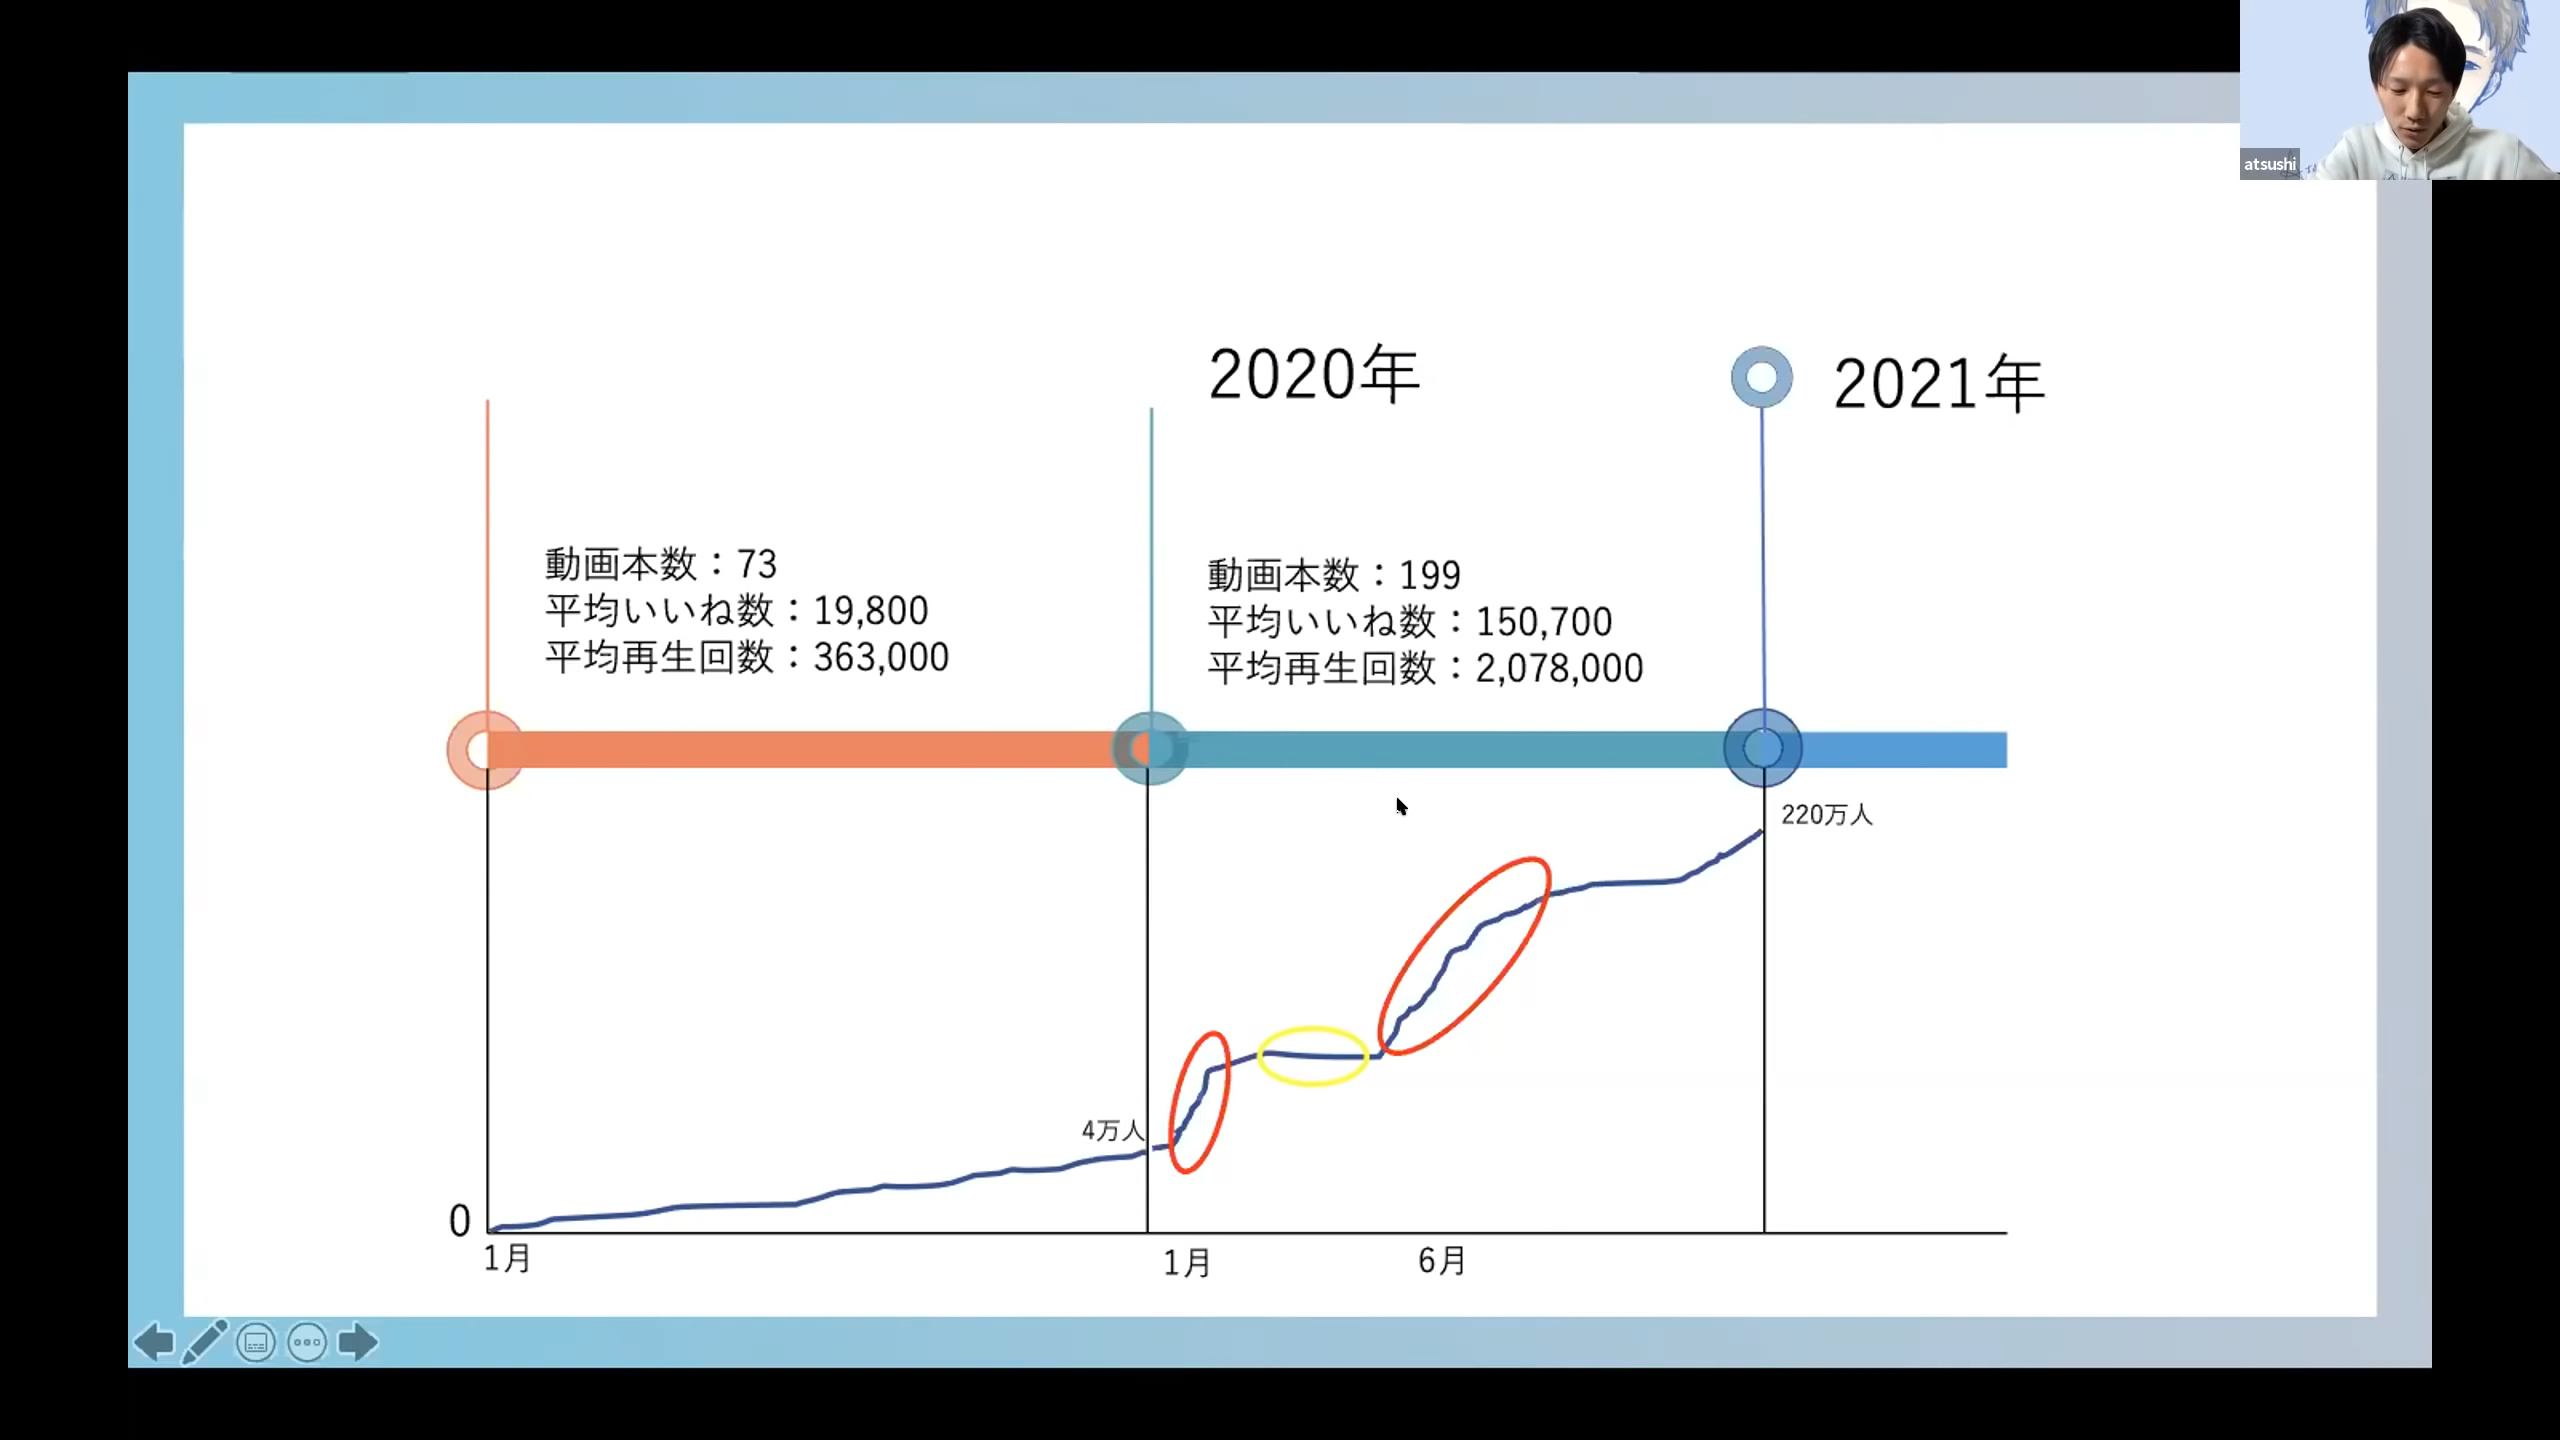 atsushi
2020年
2021年
動画本数：73
平均いいね数：19,800
平均再生回数：363,000
動画本数：199
平均いいね数：150,700
平均再生回数：2,078,000
220万人
4万人
0
1月
1月
6月